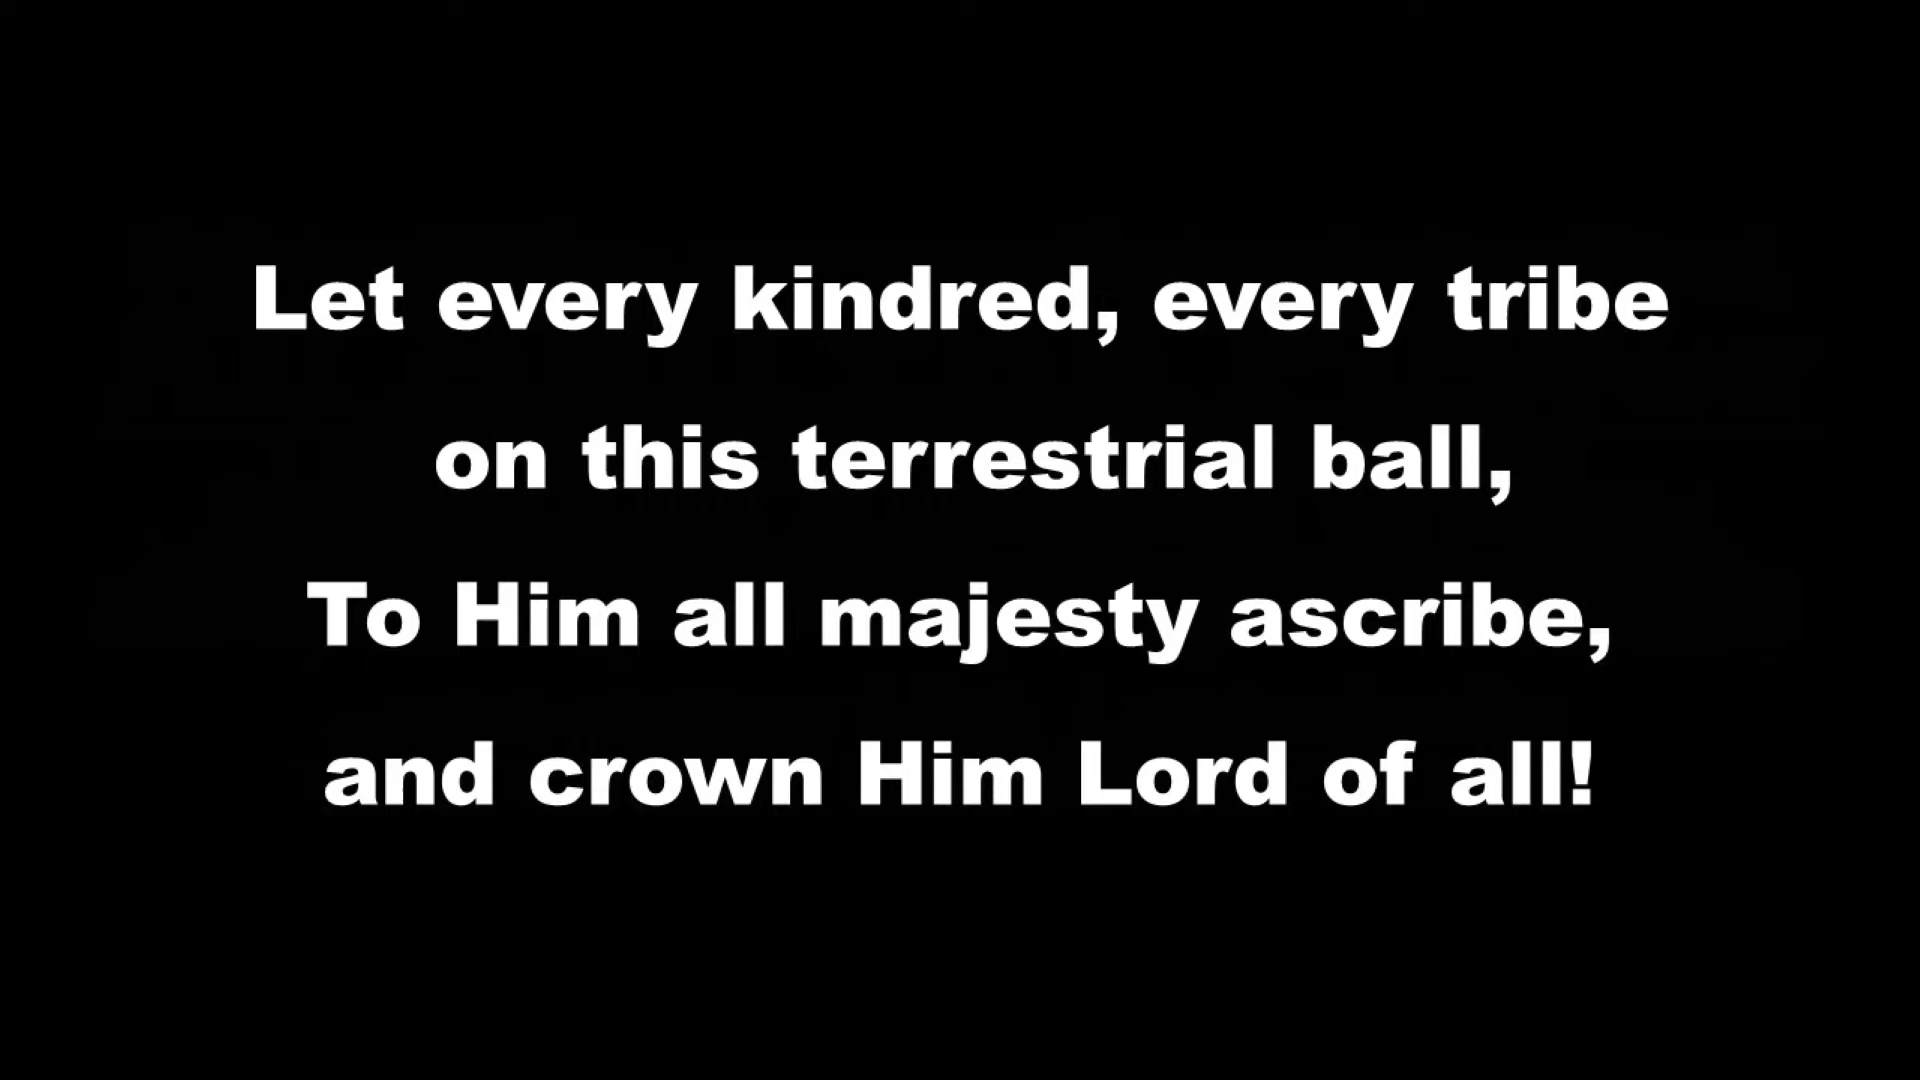 Let every kindred, every tribe
on this terrestrial ball,
To Him all majesty ascribe,
and crown Him Lord of all!